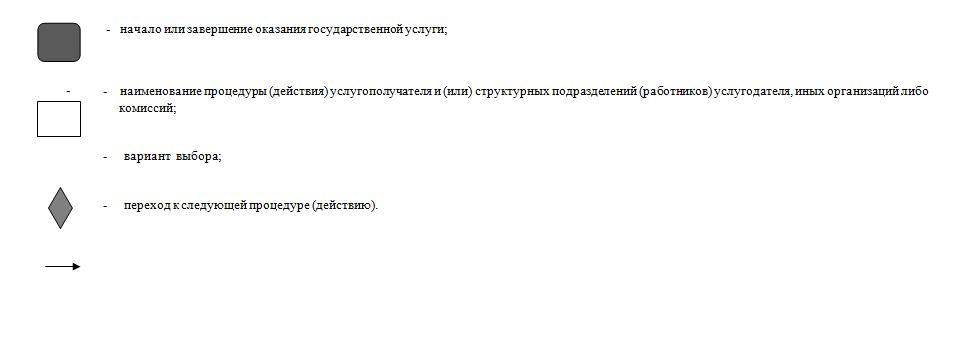 - начало или завершение оказания государственной услуги;
- - наименование процедуры (действия) услугополучателя и (или) структурных подразделений (работников) услугодателя, иных организаций либо
комиссий;
- вариант выбора;
- переход к следующей процедуре (действию).